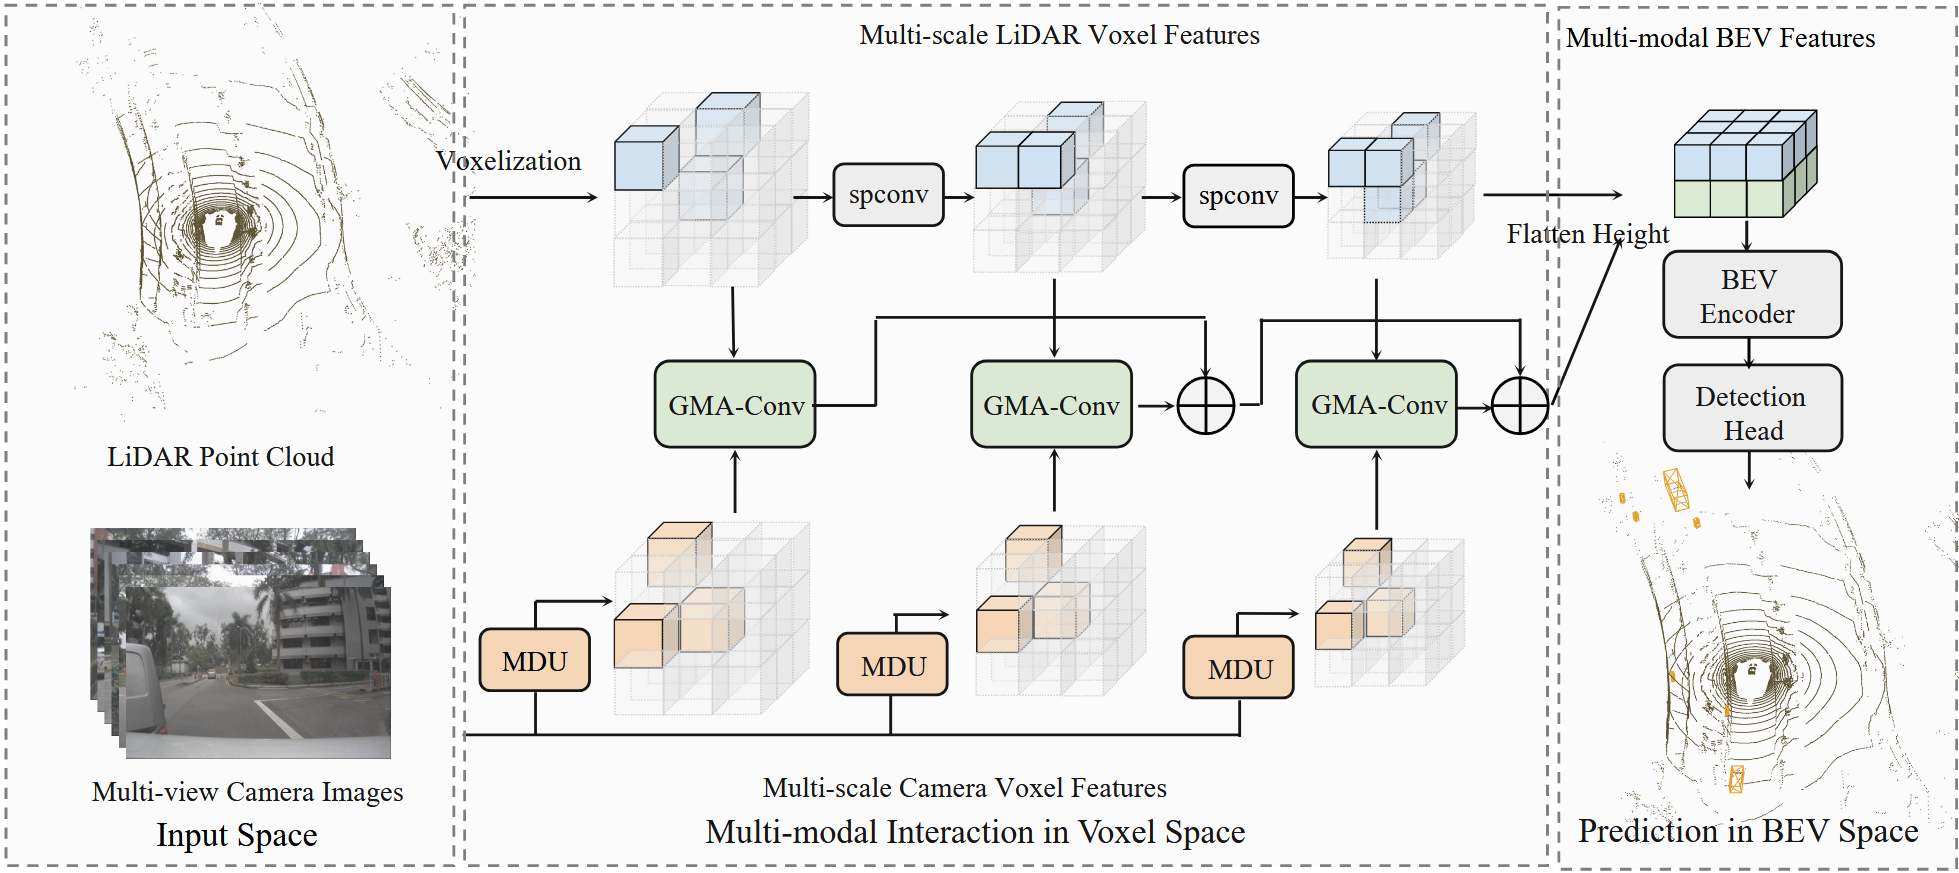 Multi-scale LiDAR Voxel Features
Multi-modal BEV Features
Voxelization
spconv
spconv
Flatten Height
BEV
Encoder
GMA-Conv
GMA-Conv
GMA-Conv
Detection
Head
LiDAR Point Cloud
MDU
MDU
MDU
Multi-view Camera Images
Multi-scale Camera Voxel Features
Input Space
Multi-modal Interaction in Voxel Space
Prediction in BEV Space